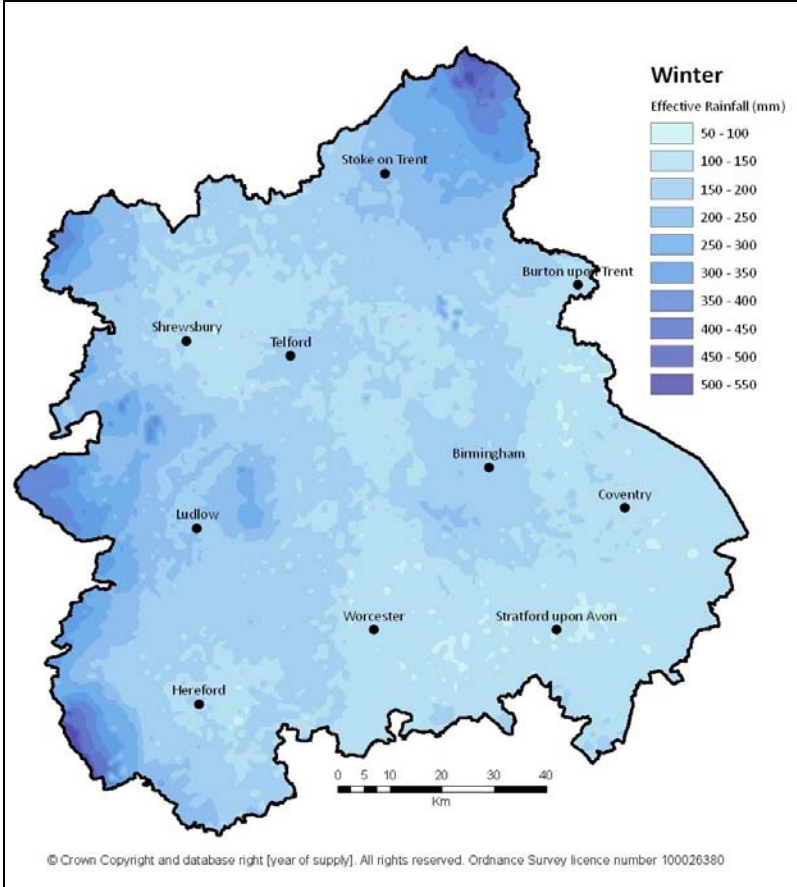 Winter
Effective Rainfall (mm)
50 - 100
100 - 150
150 - 200
200 - 250
250 - 300
300 - 350
350 - 400
400 - 450
450 - 500
500 - 550
Stoke on Trent
Burton upon Trent
Shrewsbury
Telford
Birmingham
Coventry
Ludlow
Worcester
Stratford upon Avon
Hereford
0 5 10 20 30 40
Km
© Crown Copyright and database right [year of supply]. All rights reserved. Ordnance Survey licence number 100026380